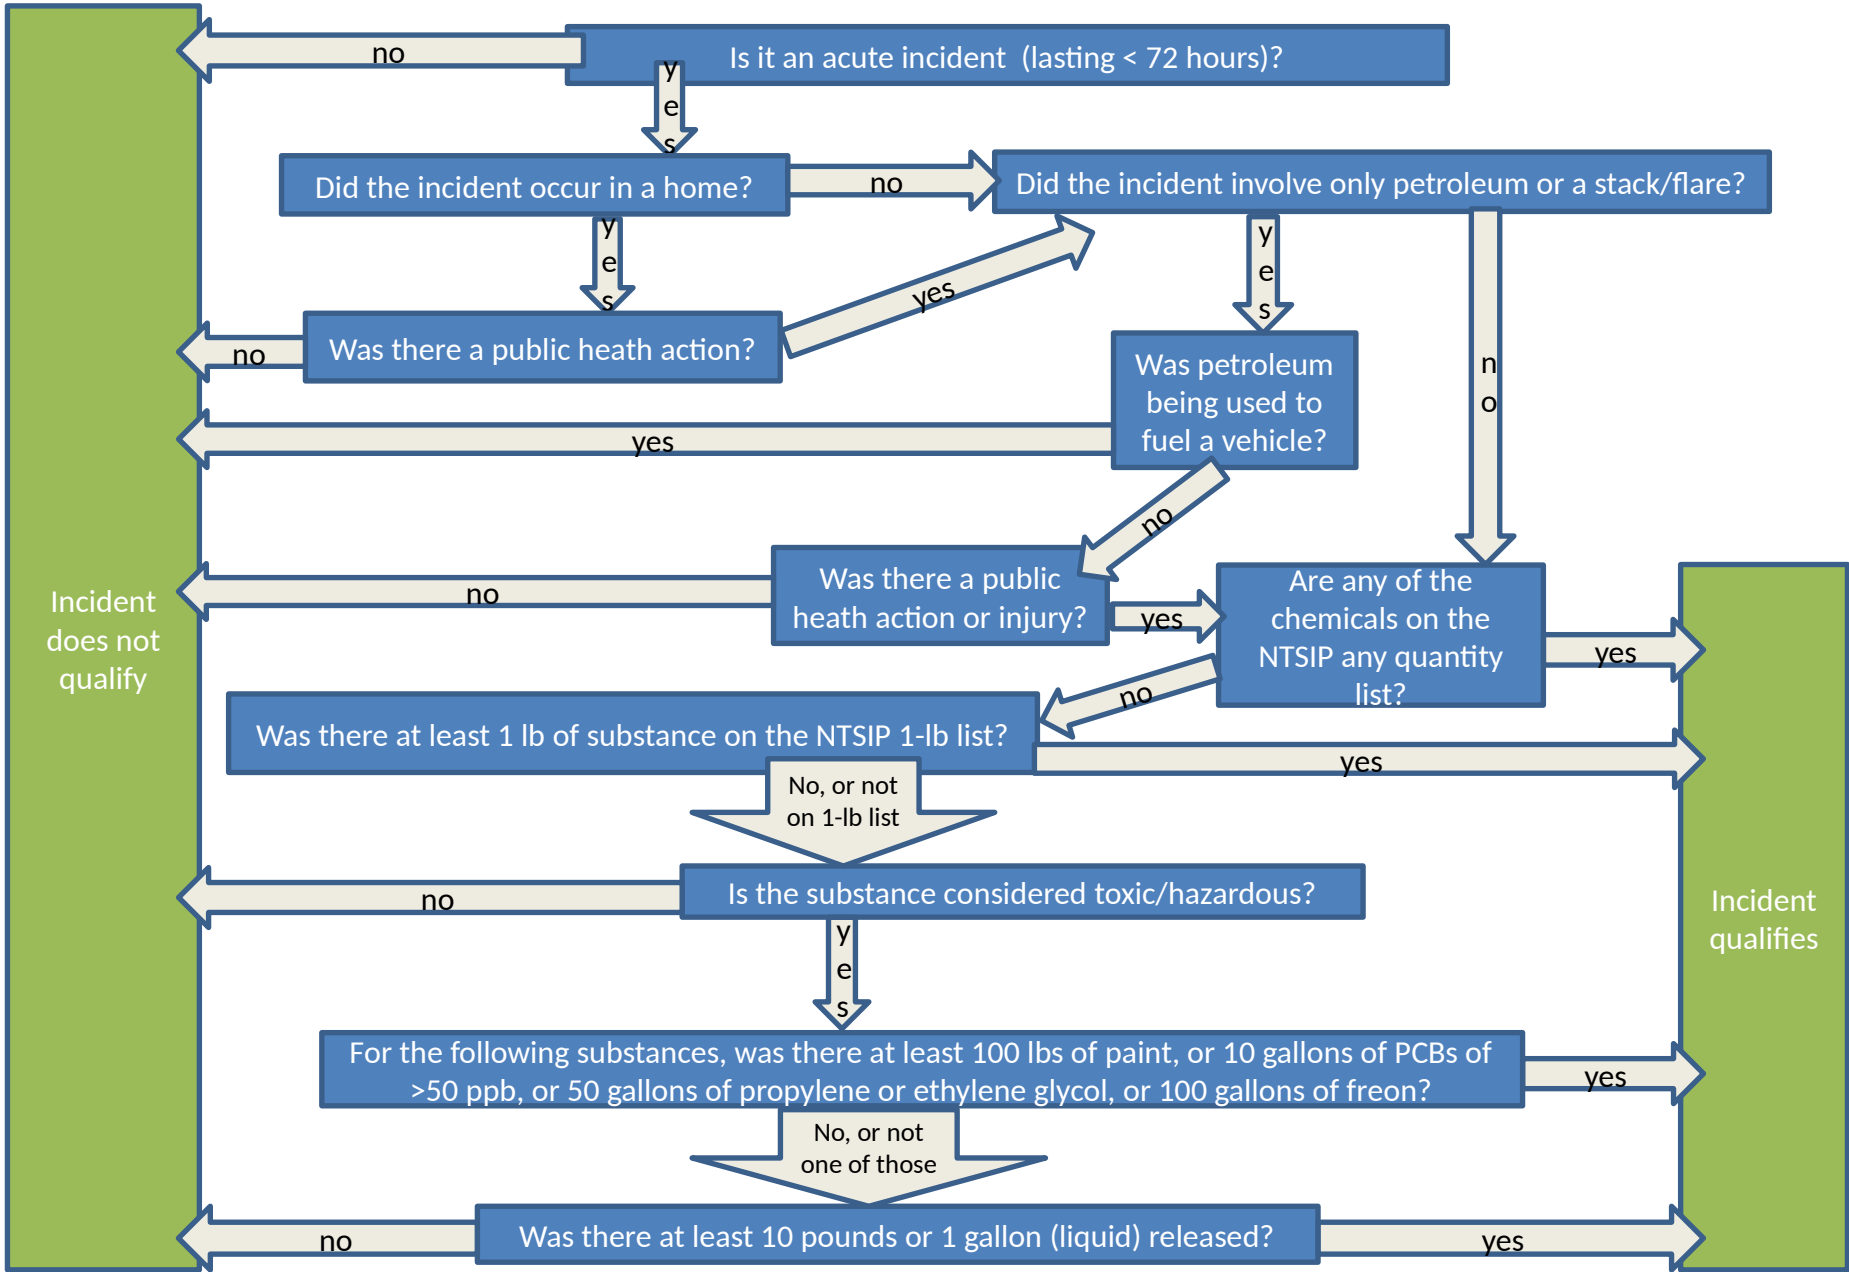 no
Is it an acute incident  (lasting < 72 hours)?
yes
Did the incident occur in a home?
no
Did the incident involve only petroleum or a stack/flare?
yes
yes
yes
no
Was there a public heath action?
no
Was petroleum
being used to
fuel a vehicle?
yes
no
Was there a public
heath action or injury?
no
yes
Are any of the
chemicals on the
NTSIP any quantity
list?
yes
Incident
does not
qualify
no
Was there at least 1 lb of substance on the NTSIP 1-lb list?
yes
No, or not
on 1-lb list
Is the substance considered toxic/hazardous?
no
Incident
qualifies
yes
For the following substances, was there at least 100 lbs of paint, or 10 gallons of PCBs of
>50 ppb, or 50 gallons of propylene or ethylene glycol, or 100 gallons of freon?
yes
No, or not
one of those
Was there at least 10 pounds or 1 gallon (liquid) released?
no
yes